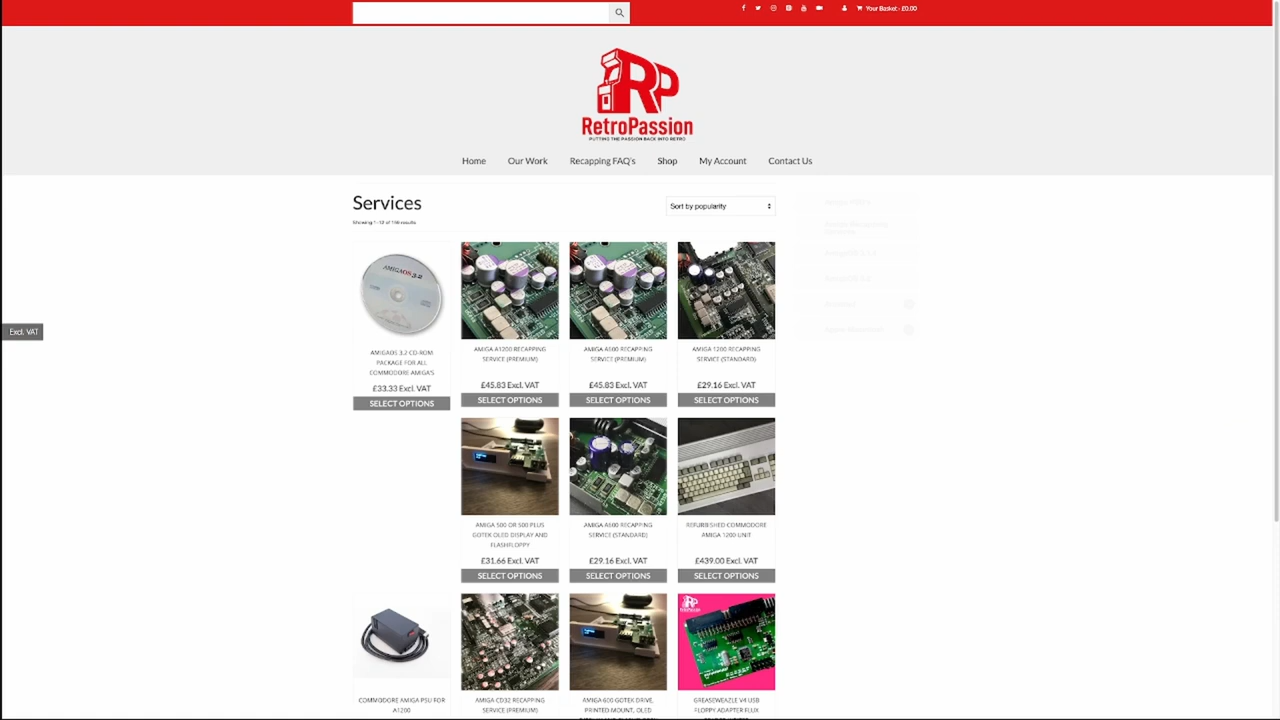 Your Basket - £0.00
RP
RetroPassion
PUTTING THE PASSION BACK INTO RETRO
Home
Our Work
Recapping FAQ's
Shop
My Account
Contact Us
Services
Sort by popularity
Excl. VAT
AMIGAOS 3.2
AMIGAOS 3.2 CD-ROM
PACKAGE FOR ALL
COMMODORE AMIGA'S
£33.33 Excl. VAT
SELECT OPTIONS
AMIGA A1200 RECAPPING
SERVICE (PREMIUM)
£45.83 Excl. VAT
SELECT OPTIONS
AMIGA A600 RECAPPING
SERVICE (PREMIUM)
£45.83 Excl. VAT
SELECT OPTIONS
AMIGA 1200 RECAPPING
SERVICE (STANDARD)
£29.16 Excl. VAT
SELECT OPTIONS
AMIGA 500 OR 500 PLUS
GOTEK OLED DISPLAY AND
FLASHFLOPPY
£31.66 Excl. VAT
SELECT OPTIONS
AMIGA A600 RECAPPING
SERVICE (STANDARD)
£29.16 Excl. VAT
SELECT OPTIONS
REFURBISHED COMMODORE
AMIGA 1200 UNIT
£439.00 Excl. VAT
SELECT OPTIONS
COMMODORE AMIGA PSU FOR
A1200
AMIGA CD32 RECAPPING
SERVICE (PREMIUM)
AMIGA 600 GOTEK DRIVE,
PRINTED MOUNT, OLED
RP
GREASEWEAZLE V4 USB
FLOPPY ADAPTER FLUX